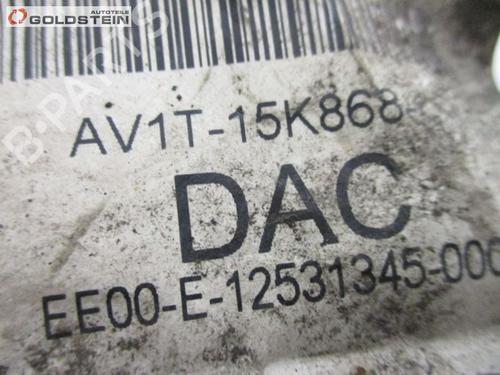 AUTOTEILE
GOLDSTEIN
B-PARTS
AV1T-15K868-
DAC
EE00-E-12531345-000